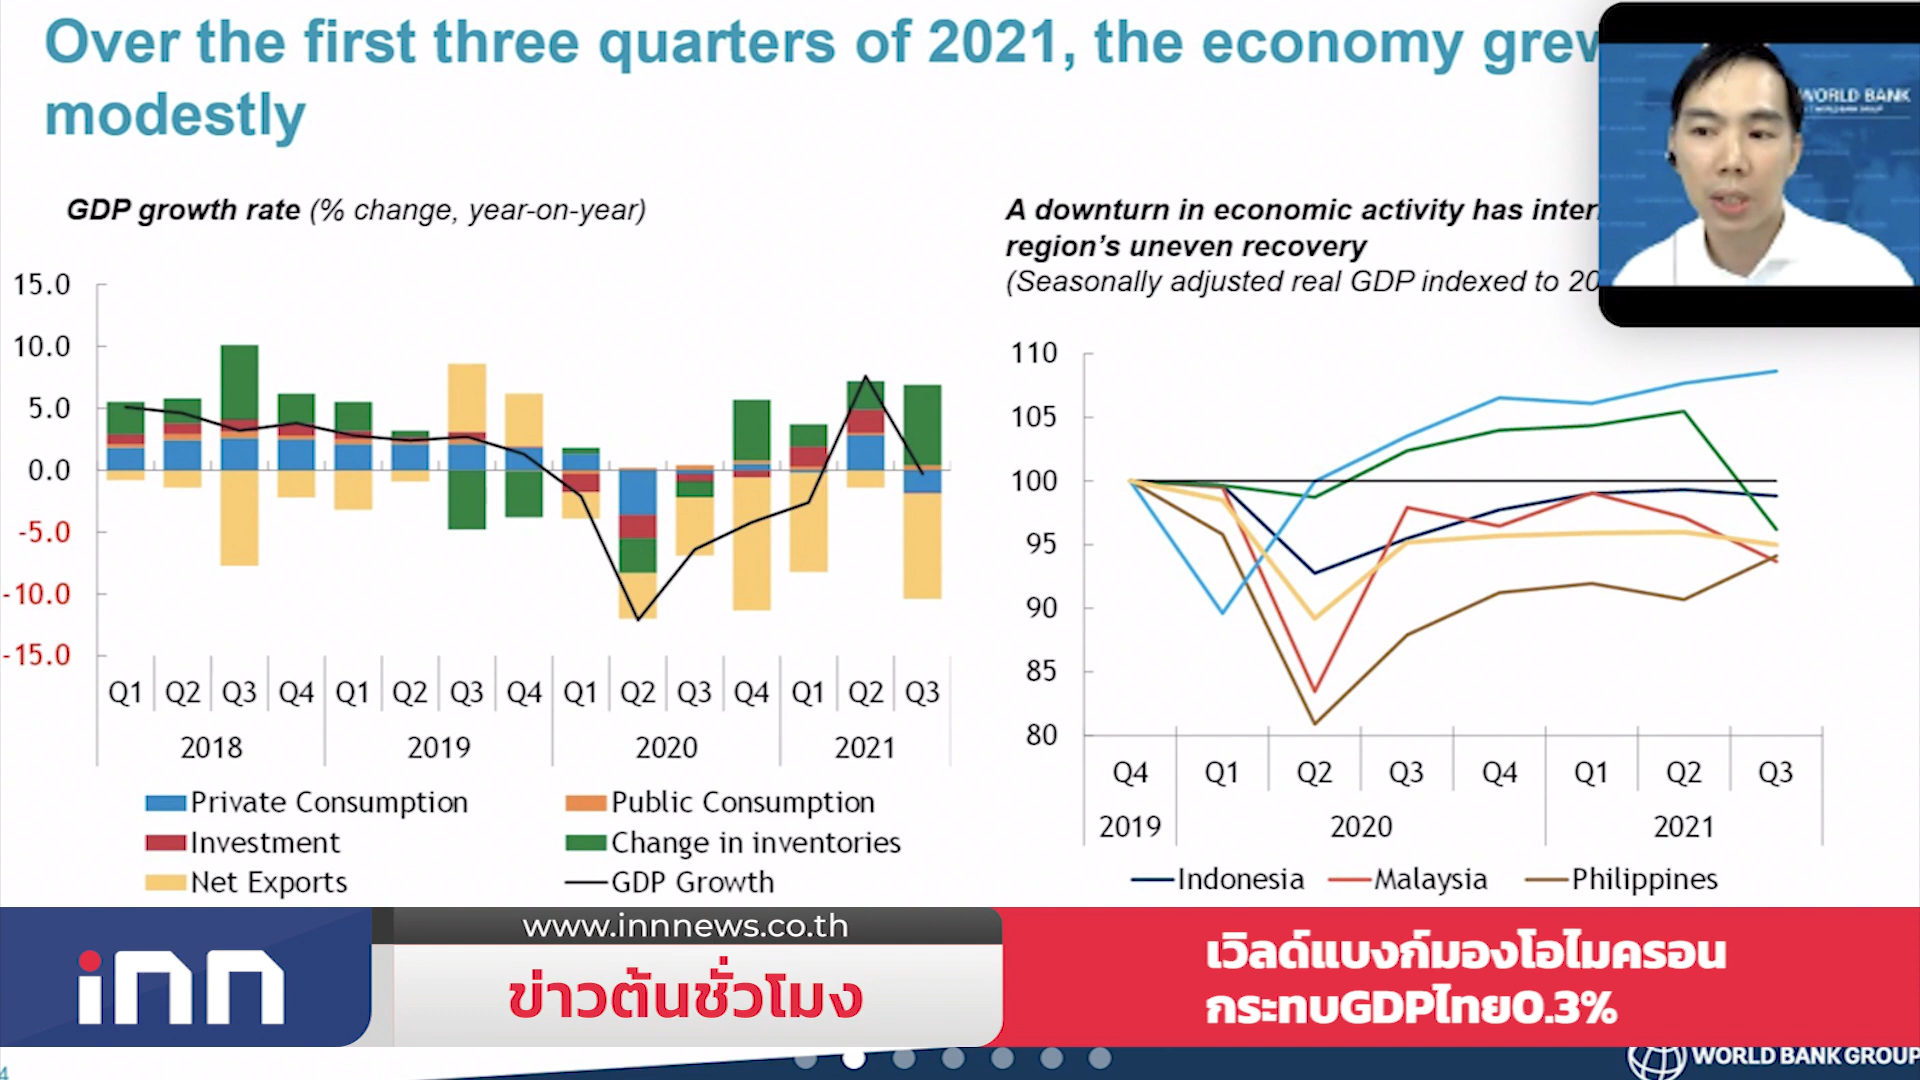 Over the first three quarters of 2021, the economy grew
modestly
WORLD BANK
GDP growth rate (% change, year-on-year)
A downturn in economic activity has inter
region's uneven recovery
(Seasonally adjusted real GDP indexed to 20
15.0
10.0
5.0
0.0
-5.0
-10.0
-15.0
Q1 Q2 Q3 Q4 Q1 Q2 Q3 Q4 Q1 Q2 Q3 Q4 Q1 Q2 Q3
2018 2019 2020 2021
Private Consumption Public Consumption
Investment Change in inventories
Net Exports GDP Growth
110
105
100
95
90
85
80
Q4 Q1 Q2 Q3 Q4 Q1 Q2 Q3
2019 2020 2021
Indonesia Malaysia Philippines
inn
www.innnews.co.th
ข่าวต้นชั่วโมง
เวิลด์แบงก์มองโอไมครอน
กระทบGDPไทย0.3%
4
WORLD BANK GROUP